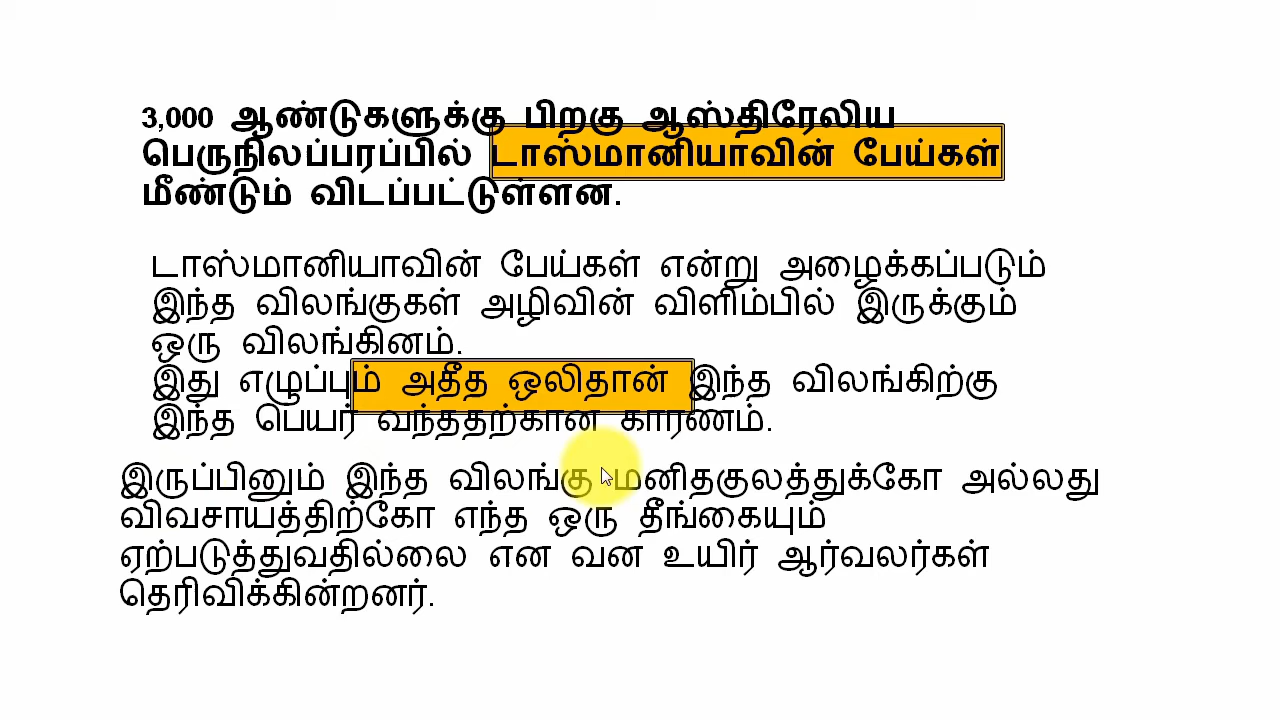 3,000 ஆண்டுகளுக்கு பிறகு ஆஸ்திரேலிய
பெருநிலப்பரப்பில் டாஸ்மானியாவின் பேய்கள்
மீண்டும் விடப்பட்டுள்ளன.
டாஸ்மானியாவின் பேய்கள் என்று அழைக்கப்படும்
இந்த விலங்குகள் அழிவின் விளிம்பில் இருக்கும்
ஒரு விலங்கினம்.
இது எழுப்பும் அதீத ஒலிதான் இந்த விலங்கிற்கு
இந்த பெயர் வந்ததற்கான காரணம்.
இருப்பினும் இந்த விலங்கு மனிதகுலத்துக்கோ அல்லது
விவசாயத்திற்கோ எந்த ஒரு தீங்கையும்
ஏற்படுத்துவதில்லை என வன உயிர் ஆர்வலர்கள்
தெரிவிக்கின்றனர்.